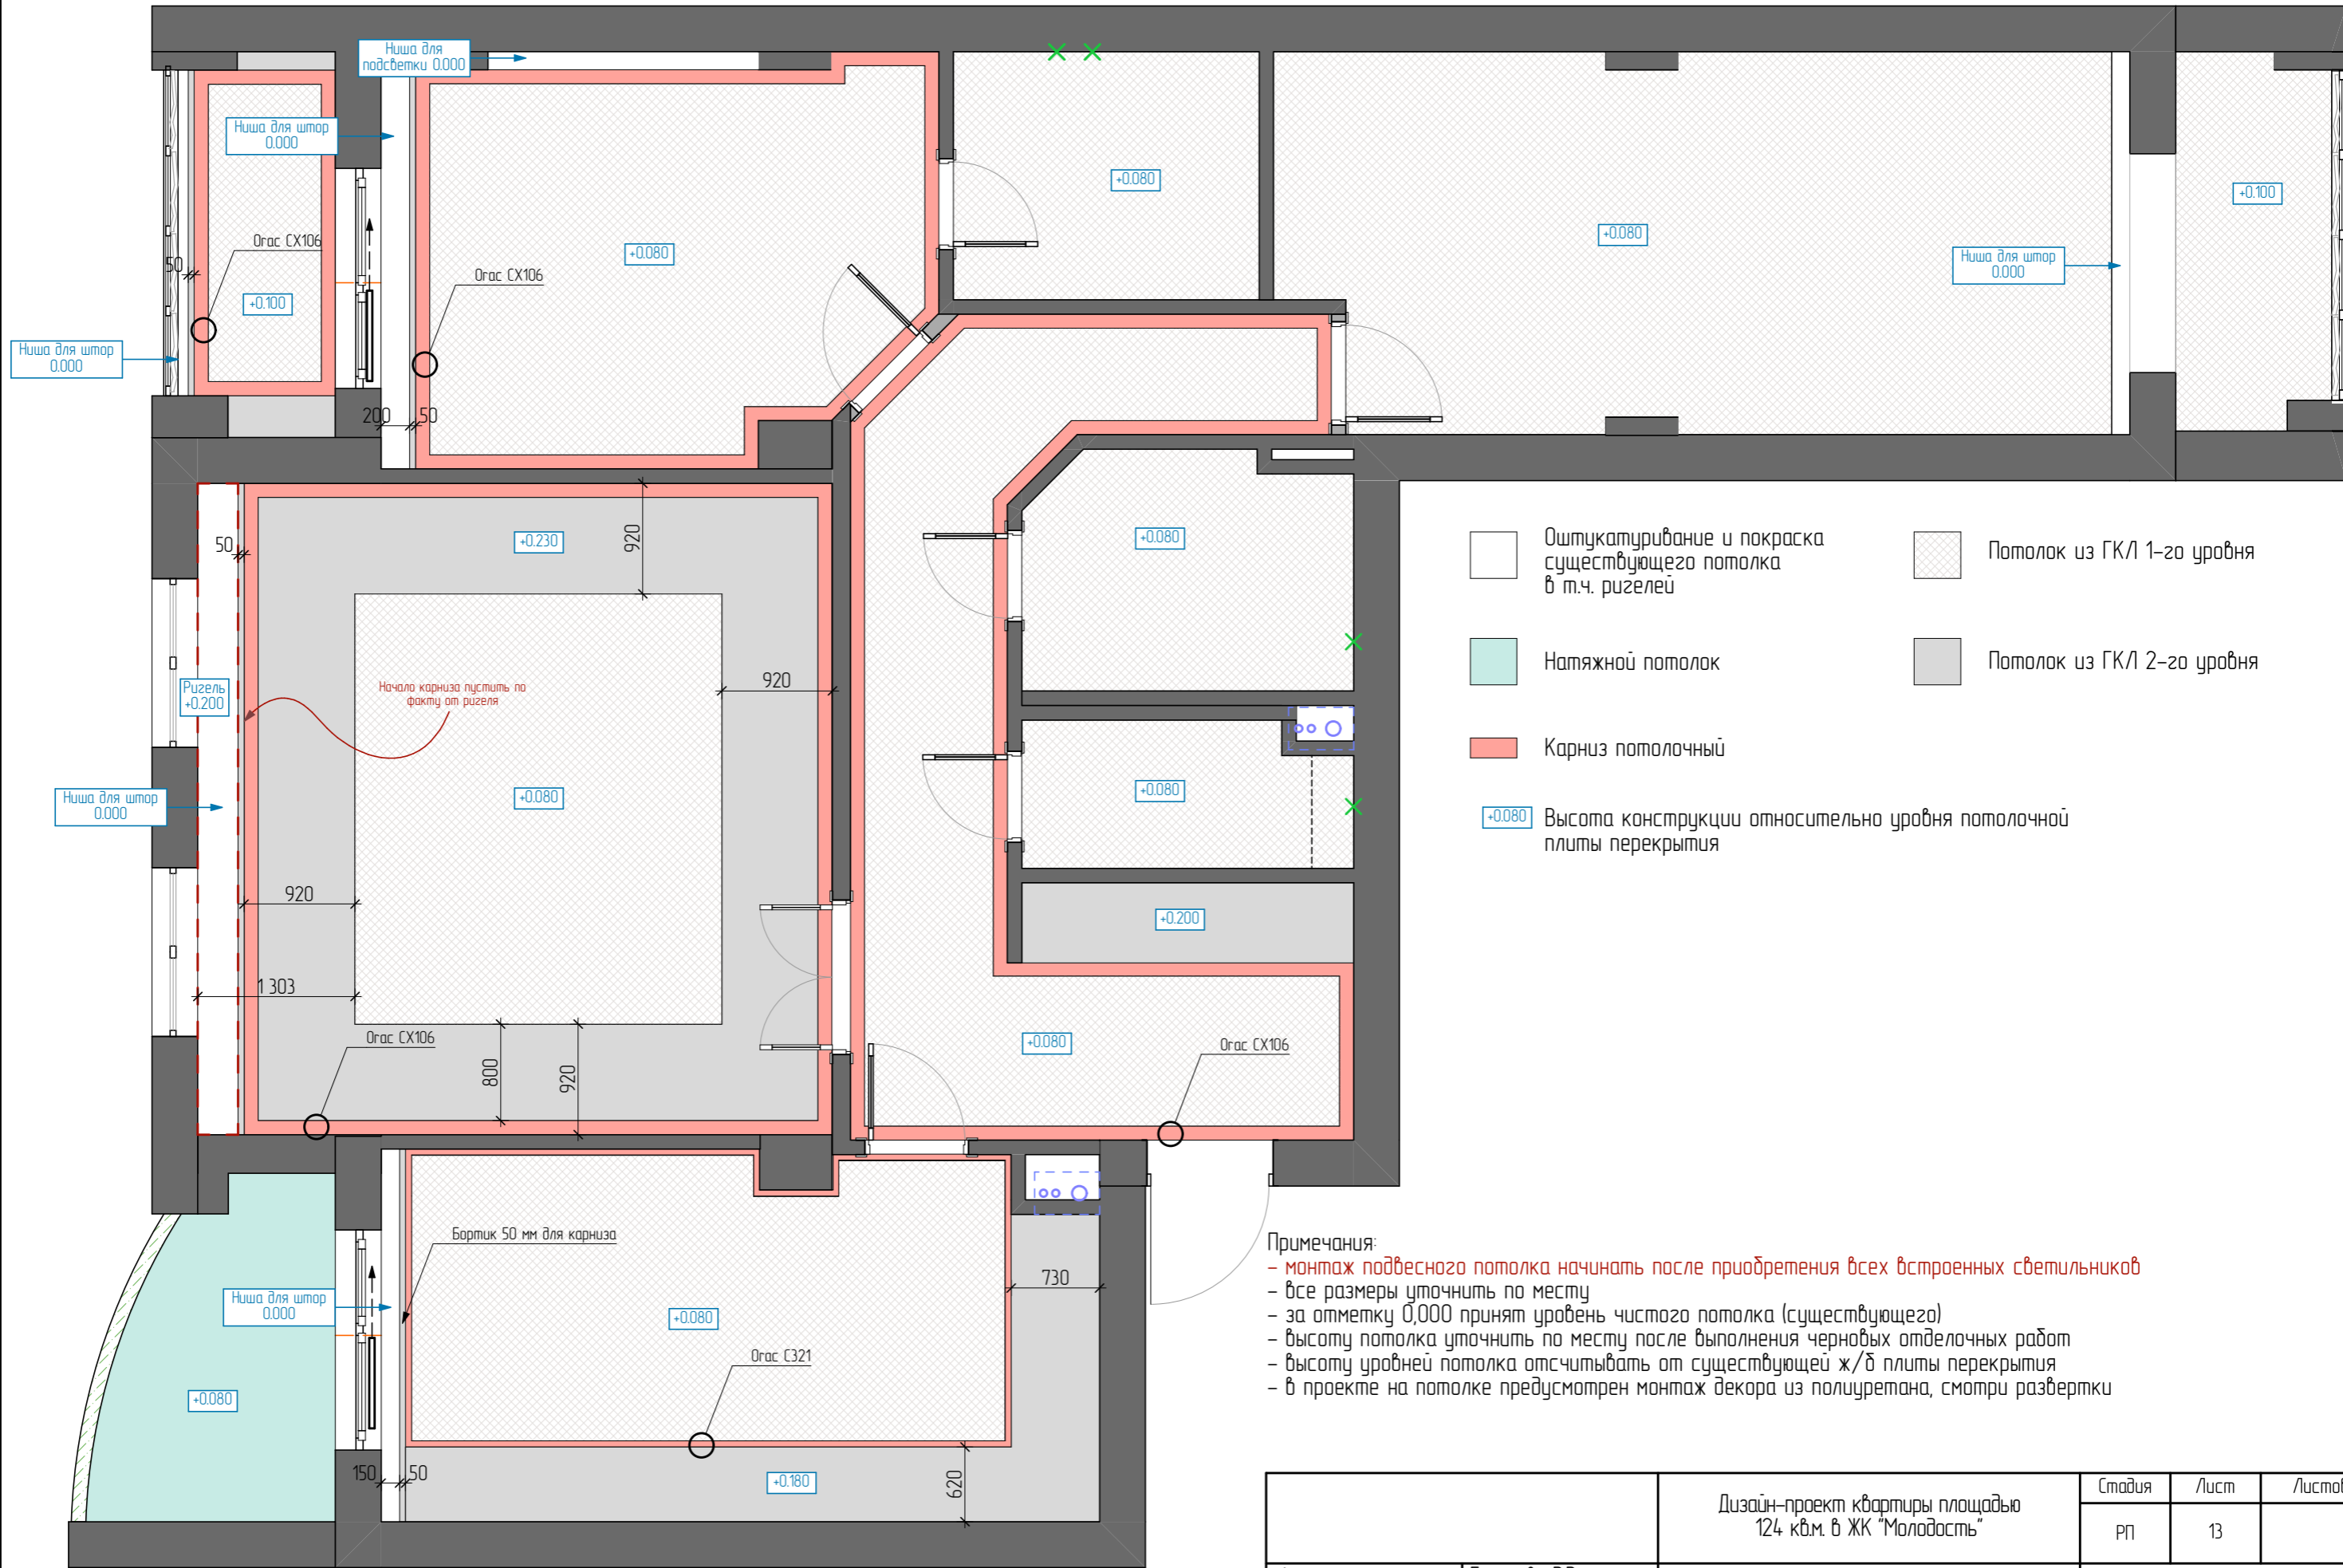 Ниша для
подсветки 0.000
Ниша для штор
0.000
+0.080
+0.100
+0.080
+0.080
Orac CX106
50
Orac CX106
Ниша для штор
0.000
+0.100
Ниша для штор
0.000
200
50
+0.080
50
+0.230
920
Оштукатуривание и покраска
существующего потолка
в т.ч. ригелей
Потолок из ГКЛ 1-го уровня
Натяжной потолок
Потолок из ГКЛ 2-го уровня
Ригель
+0.200
Начало карниза пустить по
факту от ригеля
920
Карниз потолочный
Ниша для штор
0.000
+0.080
+0.080
+0.080
Высота конструкции относительно уровня потолочной
плиты перекрытия
920
+0.200
1 303
Orac CX106
800
920
+0.080
Orac CX106
Бортик 50 мм для карниза
Примечания:
- монтаж подвесного потолка начинать после приобретения всех встроенных светильников
- все размеры уточнить по месту
- за отметку 0,000 принят уровень чистого потолка (существующего)
- высоту потолка уточнить по месту после выполнения черновых отделочных работ
- высоту уровней потолка отсчитывать от существующей ж/б плиты перекрытия
- в проекте на потолке предусмотрен монтаж декора из полиуретана, смотри развертки
730
Ниша для штор
0.000
+0.080
Orac C321
+0.080
150
50
+0.180
620
Дизайн-проект квартиры площадью
124 кв.м. в ЖК "Молодость"
Стадия
Лист
РП
13